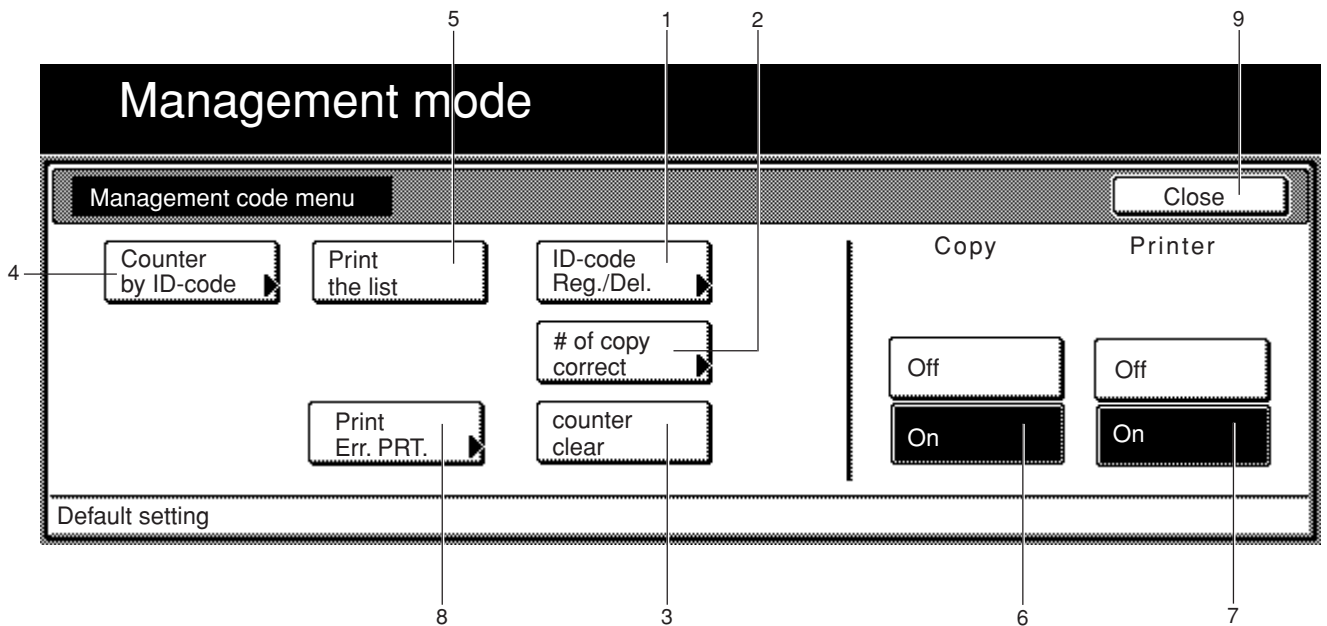 5 1 2 9
Management mode
Management code menu
Close
4
Counter
by ID-code
Print
the list
ID-code
Reg./Del.
# of copy
correct
Print
Err. PRT.
counter
clear
Copy
Printer
Off
Off
On
On
Default setting
8 3 6 7